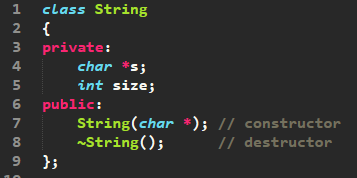 1 class String
2 {
3 private:
4     char *s;
5     int size;
6 public:
7     String(char *); // constructor
8     ~String();      // destructor
9 };